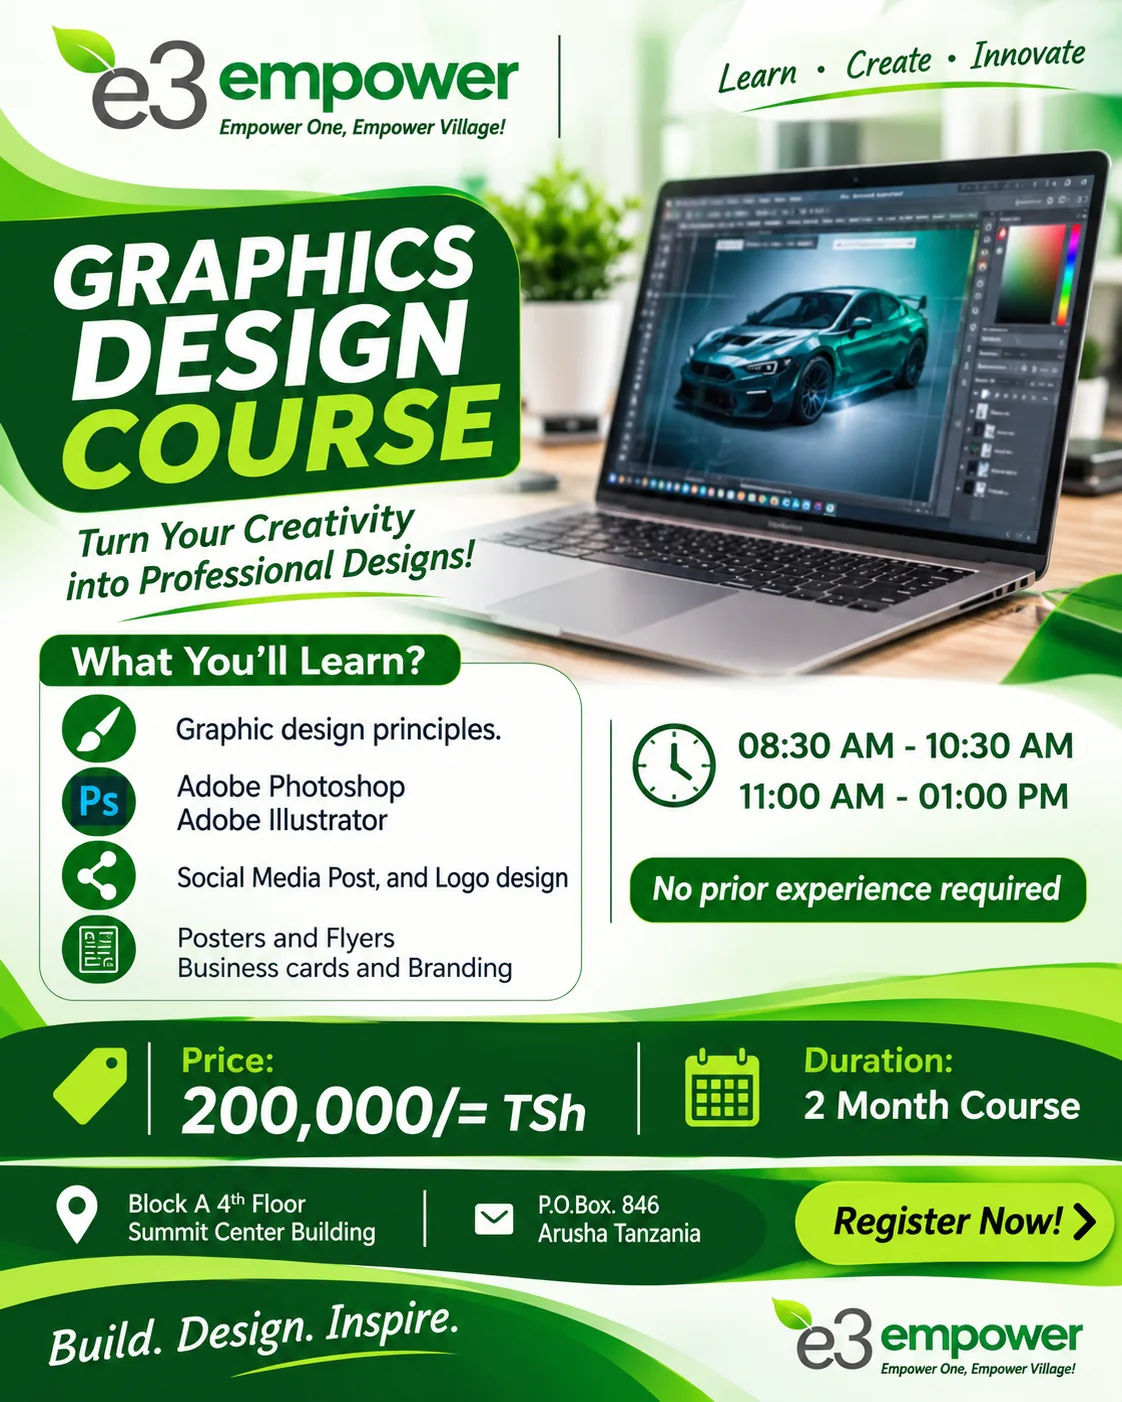 e3 empower
Empower One, Empower Village!
Learn • Create • Innovate
GRAPHICS
DESIGN
COURSE
Turn Your Creativity
into Professional Designs!
What You'll Learn?
Graphic design principles.
Ps
Adobe Photoshop
Adobe Illustrator
Social Media Post, and Logo design
Posters and Flyers
Business cards and Branding
08:30 AM - 10:30 AM
11:00 AM - 01:00 PM
No prior experience required
Price:
200,000/= TSh
Duration:
2 Month Course
Block A 4th Floor
Summit Center Building
P.O.Box. 846
Arusha Tanzania
Register Now!
Build. Design. Inspire.
e3 empower
Empower One, Empower Village!